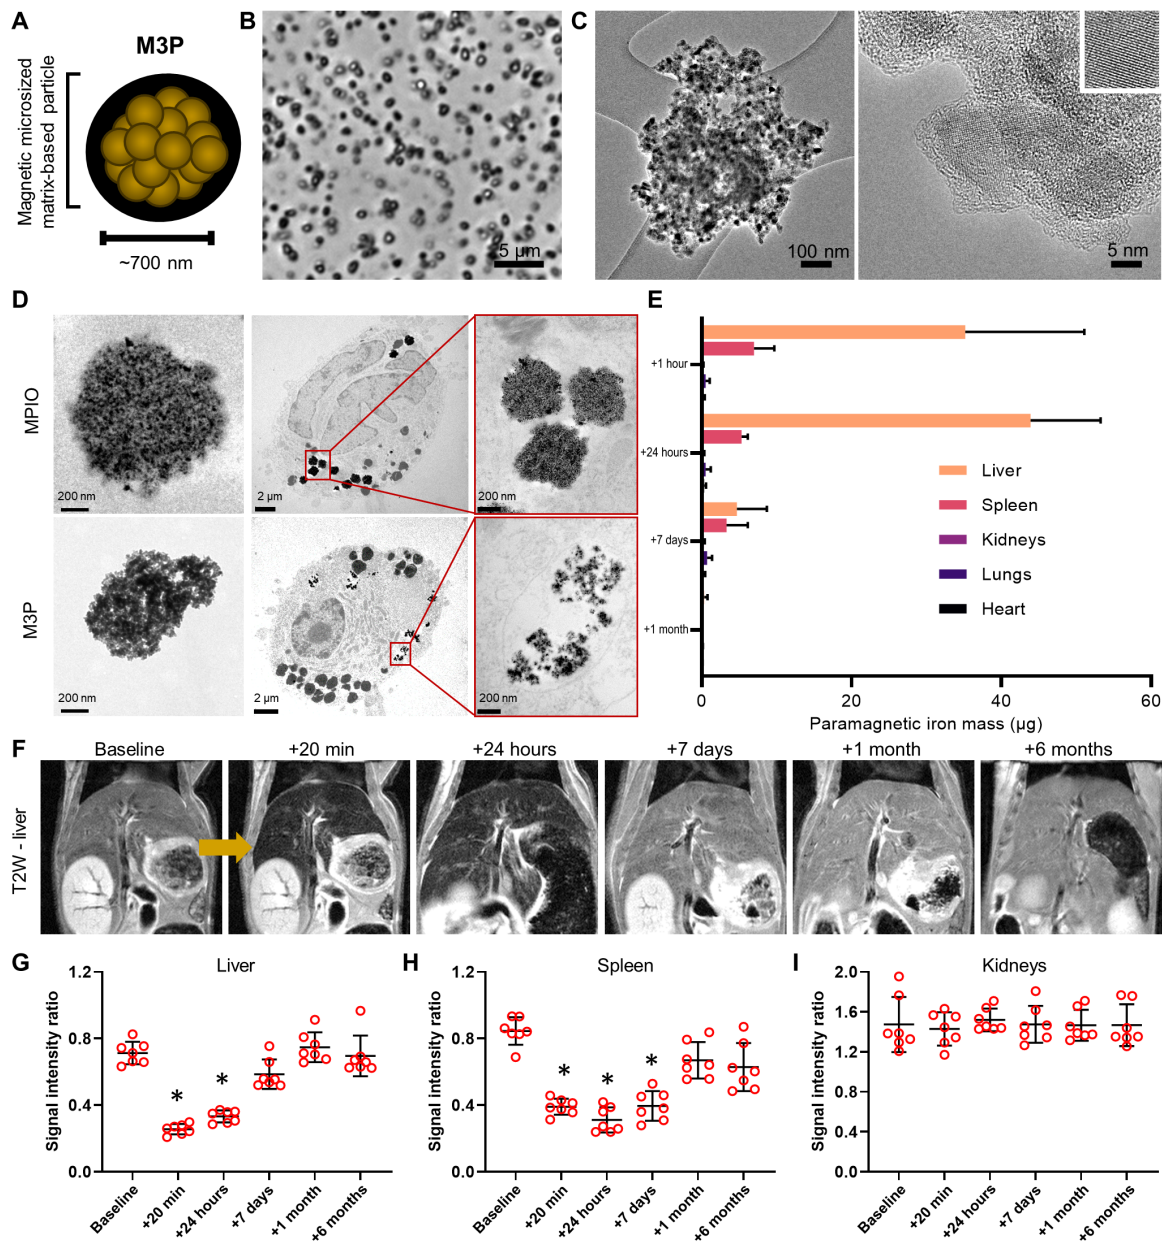 A
M3P
Magnetic microsized
matrix-based particle
~700 nm
B
5 µm
C
100 nm
5 nm
D
MPIO
200 nm
2 µm
200 nm
M3P
200 nm
2 µm
200 nm
E
+1 hour
+24 hours
+7 days
+1 month
Liver
Spleen
Kidneys
Lungs
Heart
0
20
40
60
Paramagnetic iron mass (µg)
F
Baseline
+20 min
+24 hours
+7 days
+1 month
+6 months
T2W - liver
G
Liver
Signal intensity ratio
1.2
0.8
0.4
0.0
*
*
Baseline
+20 min
+24 hours
+7 days
+1 month
+6 months
H
Spleen
Signal intensity ratio
1.2
0.8
0.4
0.0
*
*
*
Baseline
+20 min
+24 hours
+7 days
+1 month
+6 months
I
Kidneys
Signal intensity ratio
2.0
1.6
1.2
0.8
0.4
0.0
Baseline
+20 min
+24 hours
+7 days
+1 month
+6 months